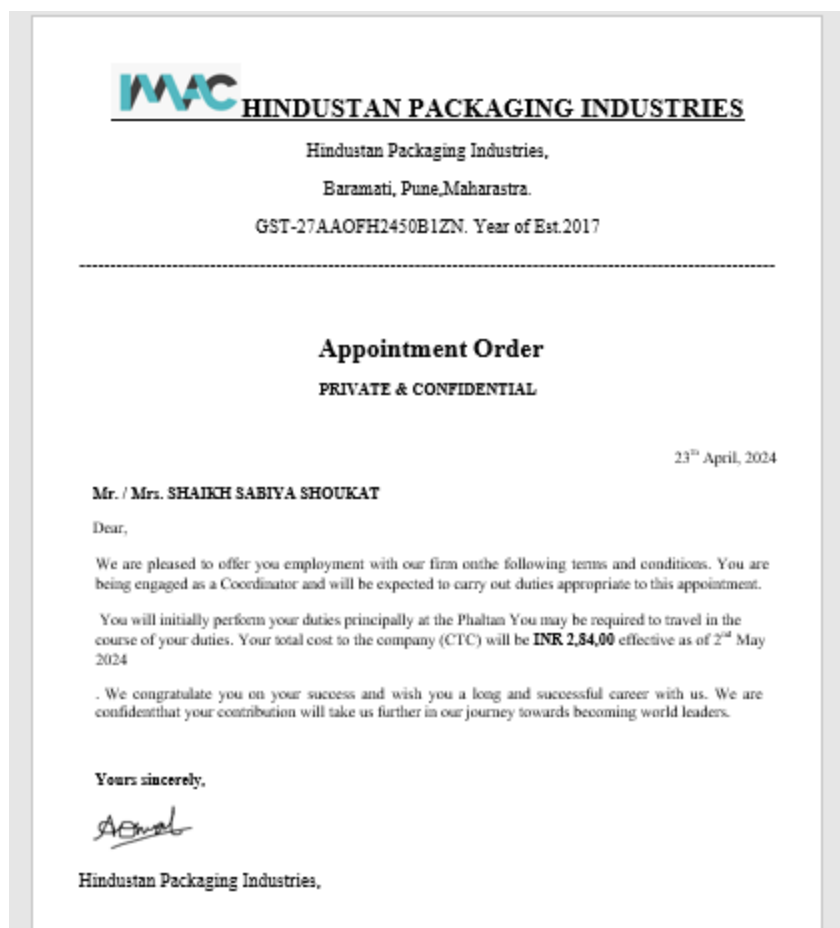 IMAC HINDUSTAN PACKAGING INDUSTRIES
Hindustan Packaging Industries,
Baramati, Pune,Maharastra.
GST-27AAOFH2450B1ZN. Year of Est.2017
--------------------------------------------------------------------------------
Appointment Order
PRIVATE & CONFIDENTIAL
23th April, 2024
Mr. / Mrs. SHAIKH SABIYA SHOUKAT
Dear,
We are pleased to offer you employment with our firm onthe following terms and conditions. You are
being engaged as a Coordinator and will be expected to carry out duties appropriate to this appointment.
You will initially perform your duties principally at the Phaltan You may be required to travel in the
course of your duties. Your total cost to the company (CTC) will be INR 2,84,00 effective as of 2nd May
2024
. We congratulate you on your success and wish you a long and successful career with us. We are
confidentthat your contribution will take us further in our journey towards becoming world leaders.
Yours sincerely,
Hindustan Packaging Industries,